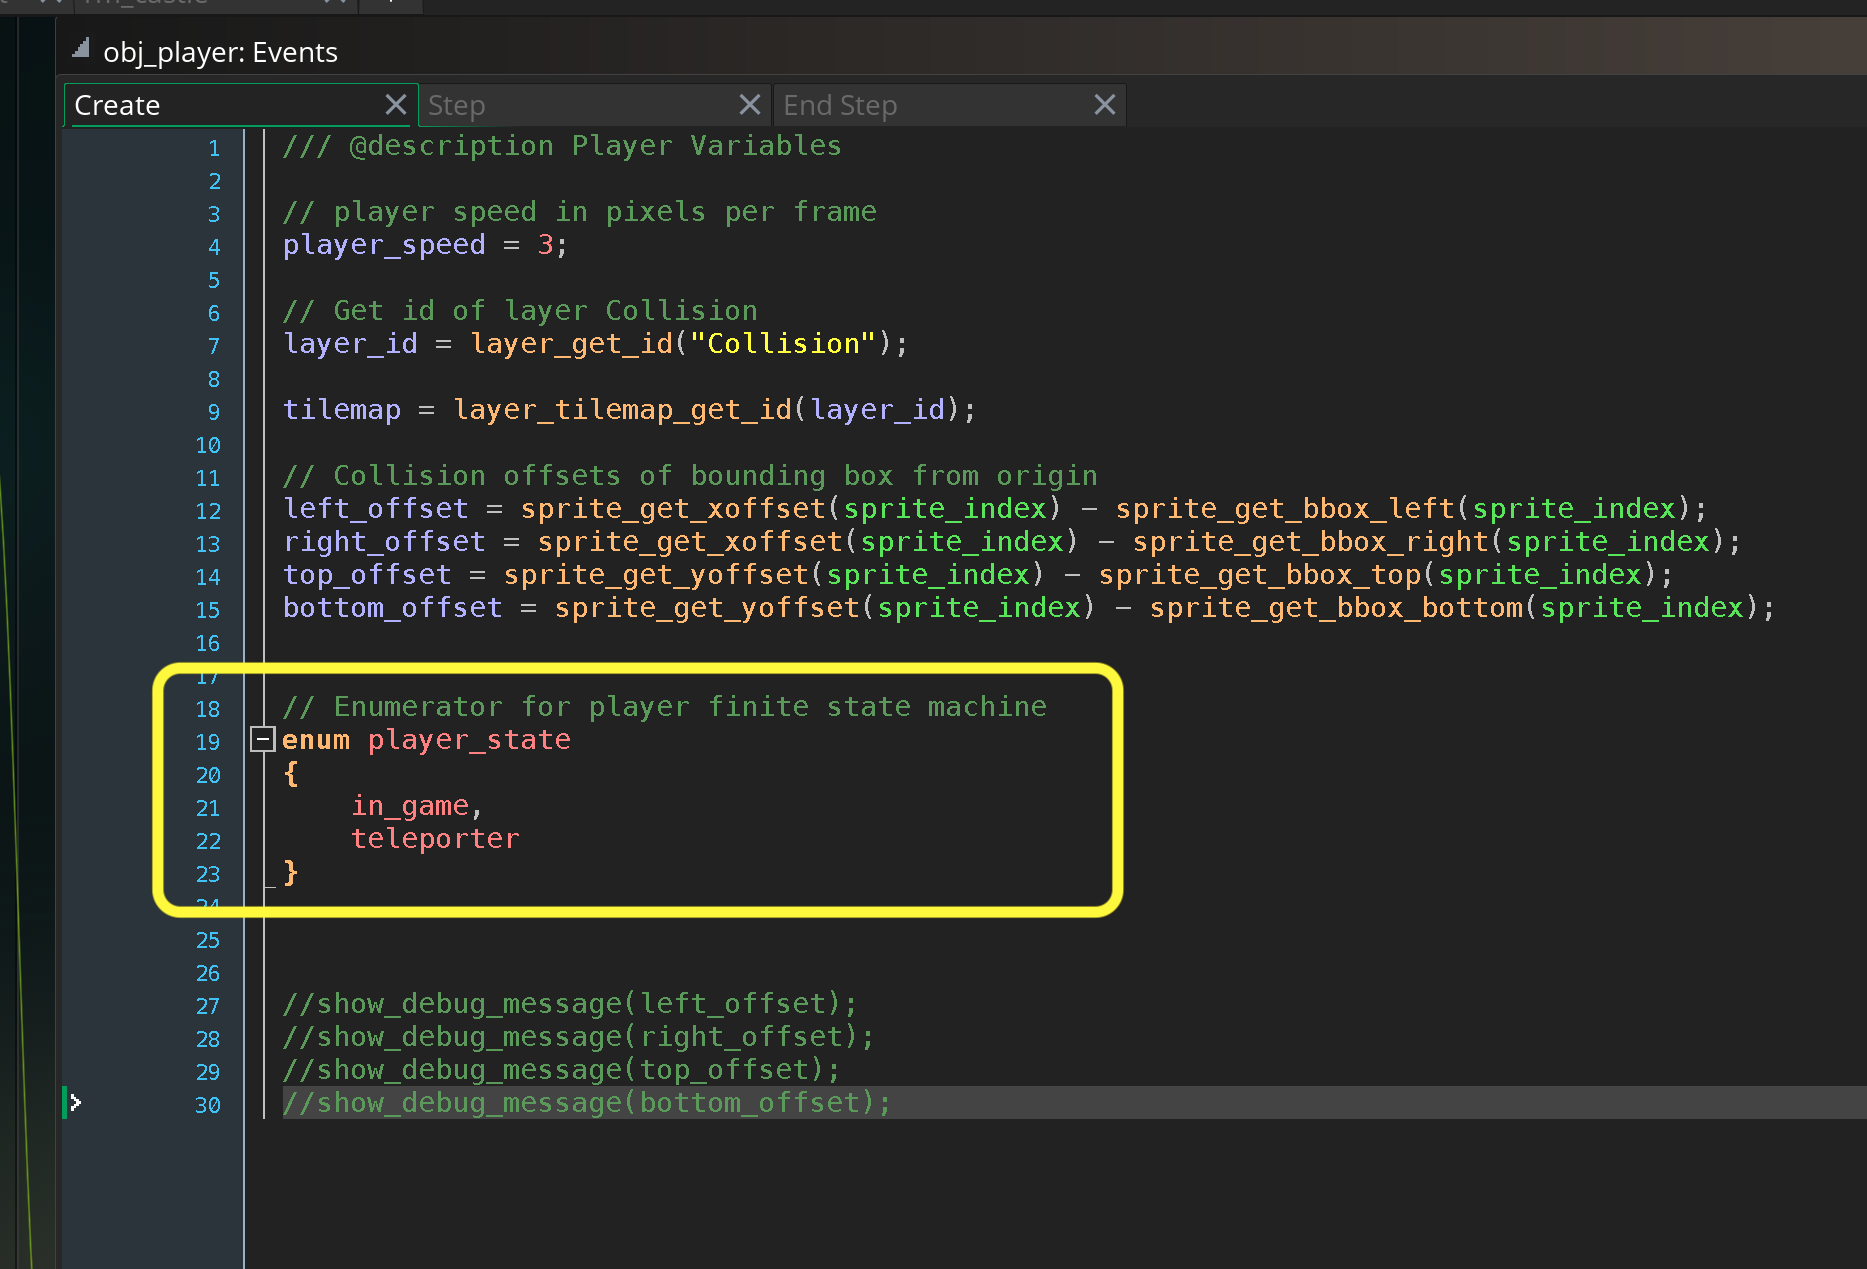 obj_player: Events
Create Step End Step
1 /// @description Player Variables
2
3 // player speed in pixels per frame
4 player_speed = 3;
5
6 // Get id of layer Collision
7 layer_id = layer_get_id("Collision");
8
9 tilemap = layer_tilemap_get_id(layer_id);
10
11 // Collision offsets of bounding box from origin
12 left_offset = sprite_get_xoffset(sprite_index) - sprite_get_bbox_left(sprite_index);
13 right_offset = sprite_get_xoffset(sprite_index) - sprite_get_bbox_right(sprite_index);
14 top_offset = sprite_get_yoffset(sprite_index) - sprite_get_bbox_top(sprite_index);
15 bottom_offset = sprite_get_yoffset(sprite_index) - sprite_get_bbox_bottom(sprite_index);
16
17
18 // Enumerator for player finite state machine
19 enum player_state
20 {
21 in_game,
22 teleporter
23 }
24
25
26
27 //show_debug_message(left_offset);
28 //show_debug_message(right_offset);
29 //show_debug_message(top_offset);
30 //show_debug_message(bottom_offset);